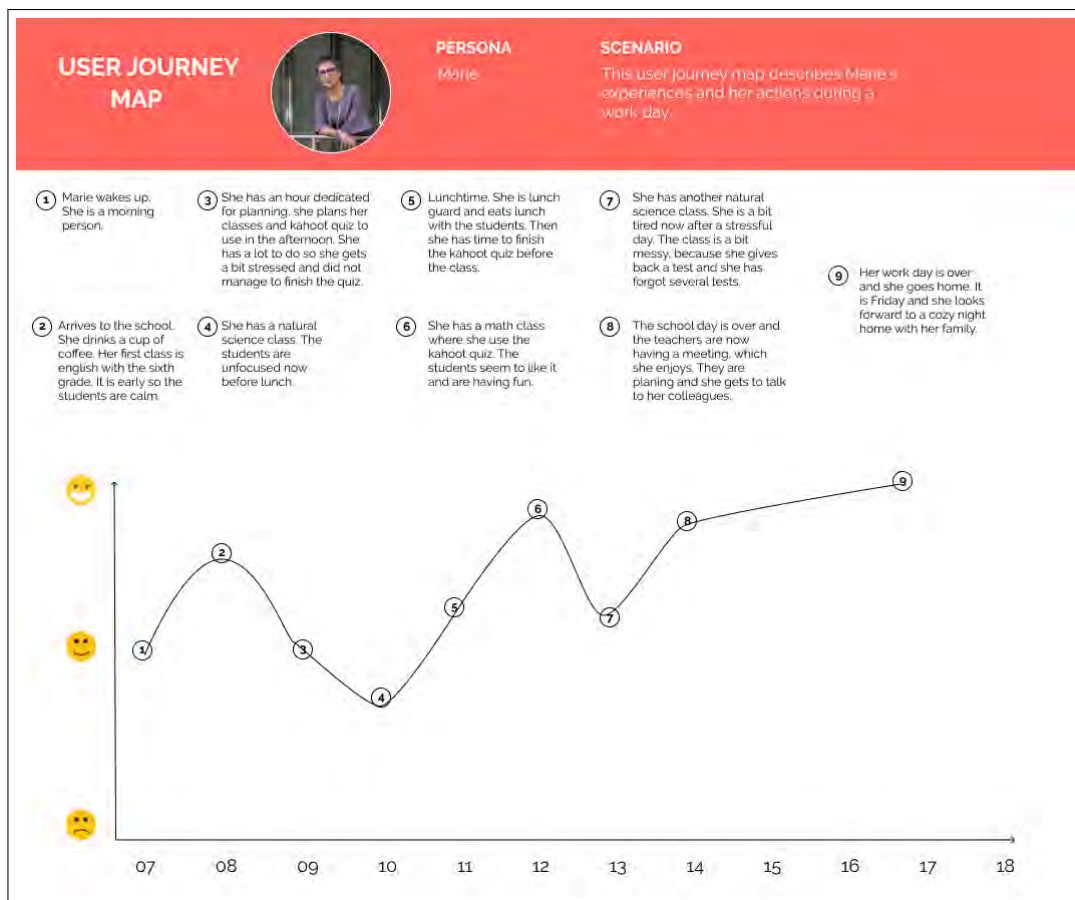 USER JOURNEY
MAP
PERSONA
Marie
SCENARIO
This user journey map describes Marie's
experiences and her actions during a
work day.
1 Marie wakes up.
She is a morning
person.
2 Arrives to the school.
She drinks a cup of
coffee. Her first class is
english with the sixth
grade. It is early so the
students are calm.
3 She has an hour dedicated
for planning, she plans her
classes and kahoot quiz to
use in the afternoon. She
has a lot to do so she gets
a bit stressed and did not
manage to finish the quiz.
4 She has a natural
science class. The
students are
unfocused now
before lunch.
5 Lunchtime. She is lunch
guard and eats lunch
with the students. Then
she has time to finish
the kahoot quiz before
the class.
6 She has a math class
where she use the
kahoot quiz. The
students seem to like it
and are having fun.
7 She has another natural
science class. She is a bit
tired now after a stressful
day. The class is a bit
messy, because she gives
back a test and she has
forgot several tests.
8 The school day is over and
the teachers are now
having a meeting, which
she enjoys. They are
planing and she gets to talk
to her colleagues.
9 Her work day is over
and she goes home. It
is Friday and she looks
forward to a cozy night
home with her family.
1 2 3 4 5 6 7 8 9
07 08 09 10 11 12 13 14 15 16 17 18